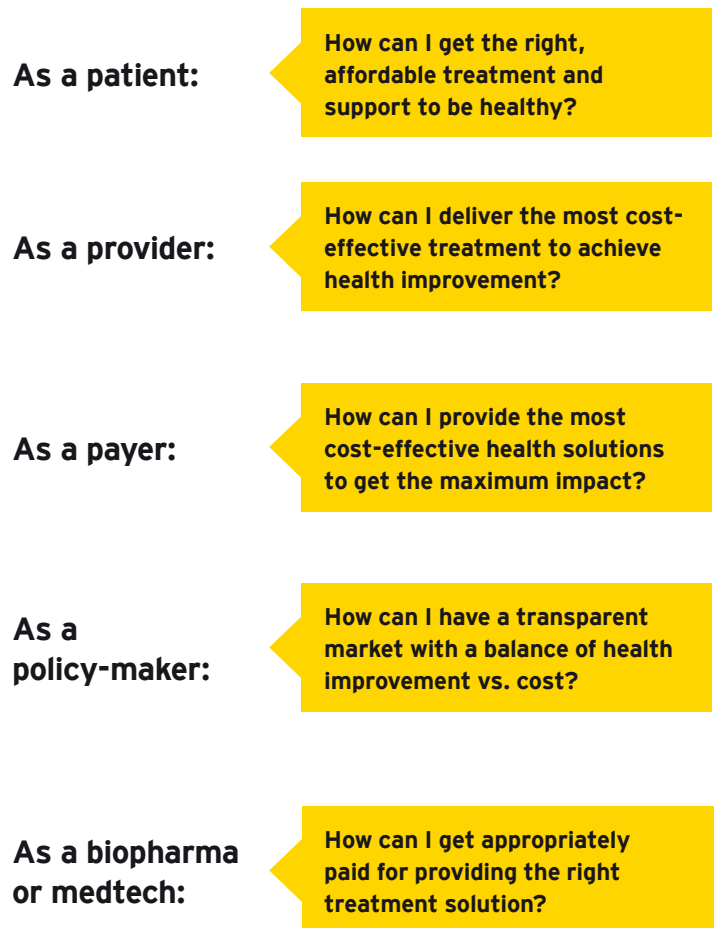 As a patient:
How can I get the right,
affordable treatment and
support to be healthy?
As a provider:
How can I deliver the most cost-
effective treatment to achieve
health improvement?
As a payer:
How can I provide the most
cost-effective health solutions
to get the maximum impact?
As a
policy-maker:
How can I have a transparent
market with a balance of health
improvement vs. cost?
As a biopharma
or medtech:
How can I get appropriately
paid for providing the right
treatment solution?